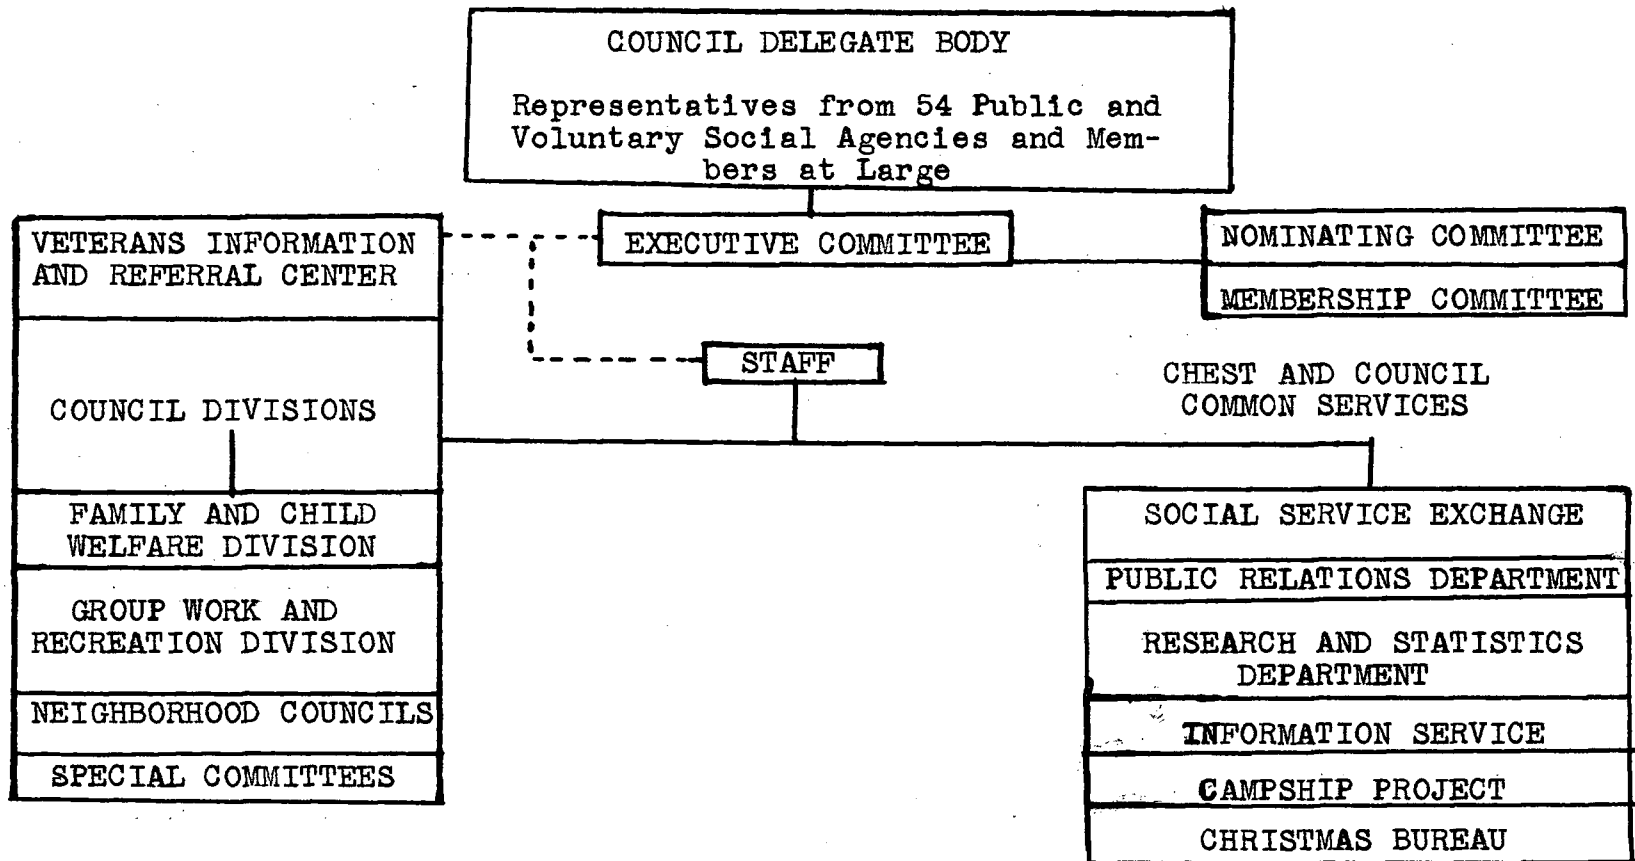 COUNCIL DELEGATE BODY
Representatives from 54 Public and
Voluntary Social Agencies and Mem-
bers at Large
VETERANS INFORMATION
AND REFERRAL CENTER
EXECUTIVE COMMITTEE
NOMINATING COMMITTEE
MEMBERSHIP COMMITTEE
STAFF
COUNCIL DIVISIONS
FAMILY AND CHILD
WELFARE DIVISION
GROUP WORK AND
RECREATION DIVISION
NEIGHBORHOOD COUNCILS
SPECIAL COMMITTEES
CHEST AND COUNCIL
COMMON SERVICES
SOCIAL SERVICE EXCHANGE
PUBLIC RELATIONS DEPARTMENT
RESEARCH AND STATISTICS
DEPARTMENT
INFORMATION SERVICE
CAMPSHIP PROJECT
CHRISTMAS BUREAU